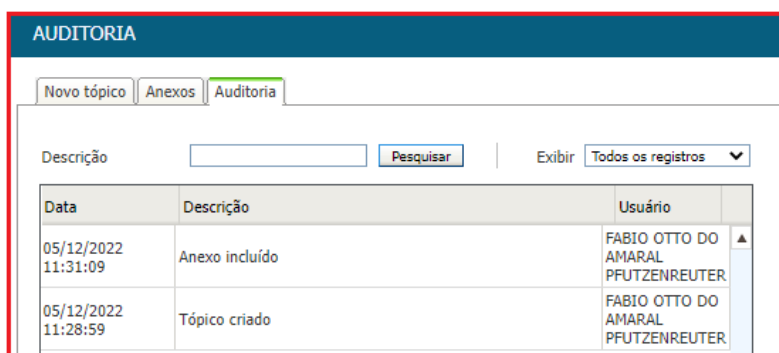 AUDITORIA
Novo tópico Anexos Auditoria
Descrição Pesquisar Exibir Todos os registros
Data Descrição Usuário
05/12/2022
11:31:09
Anexo incluído
FABIO OTTO DO
AMARAL
PFUTZENREUTER
05/12/2022
11:28:59
Tópico criado
FABIO OTTO DO
AMARAL
PFUTZENREUTER